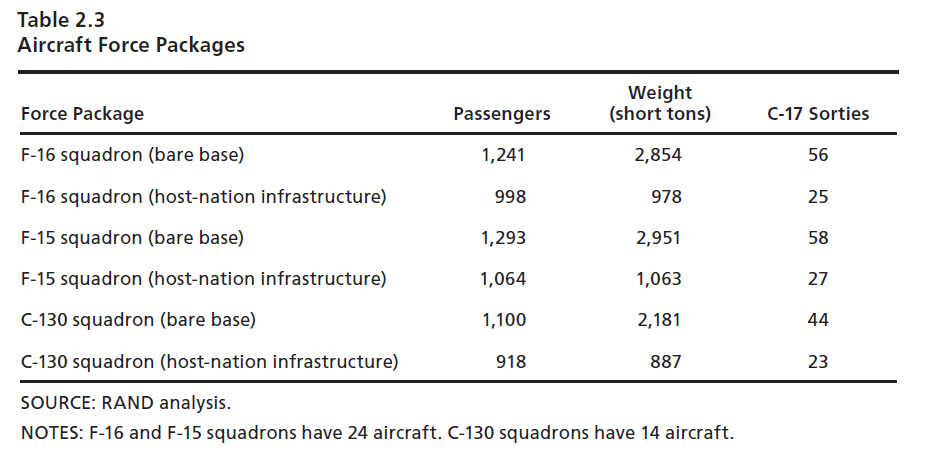 Table 2.3
Aircraft Force Packages
Force Package Passengers Weight (short tons) C-17 Sorties
F-16 squadron (bare base) 1,241 2,854 56
F-16 squadron (host-nation infrastructure) 998 978 25
F-15 squadron (bare base) 1,293 2,951 58
F-15 squadron (host-nation infrastructure) 1,064 1,063 27
C-130 squadron (bare base) 1,100 2,181 44
C-130 squadron (host-nation infrastructure) 918 887 23
SOURCE: RAND analysis.
NOTES: F-16 and F-15 squadrons have 24 aircraft. C-130 squadrons have 14 aircraft.